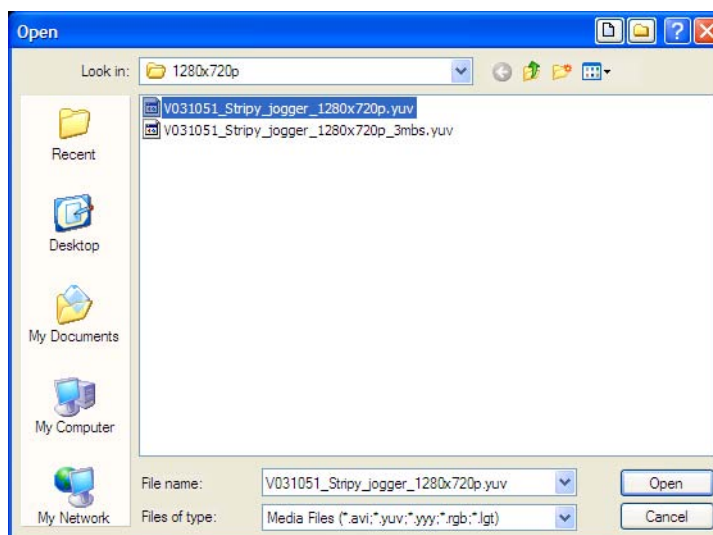 Open
Look in: 1280x720p
V031051_Stripy_jogger_1280x720p.yuv
V031051_Stripy_jogger_1280x720p_3mbs.yuv
Recent
Desktop
My Documents
My Computer
My Network
File name: V031051_Stripy_jogger_1280x720p.yuv Open
Files of type: Media Files (*.avi;*.yuv;*.yyy;*.rgb;*.lgt) Cancel